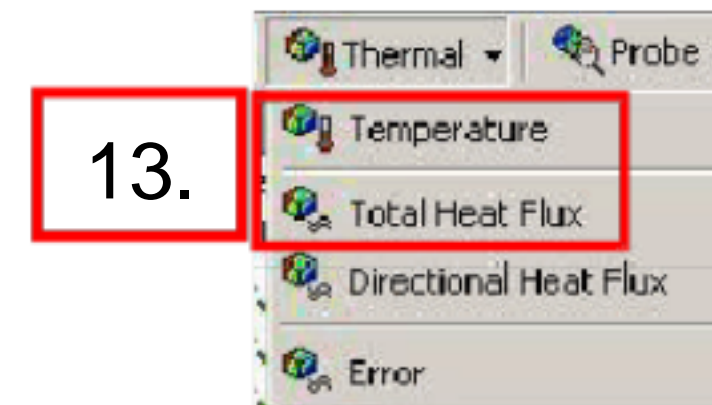 Thermal Probe
Temperature
13.
Total Heat Flux
Directional Heat Flux
Error